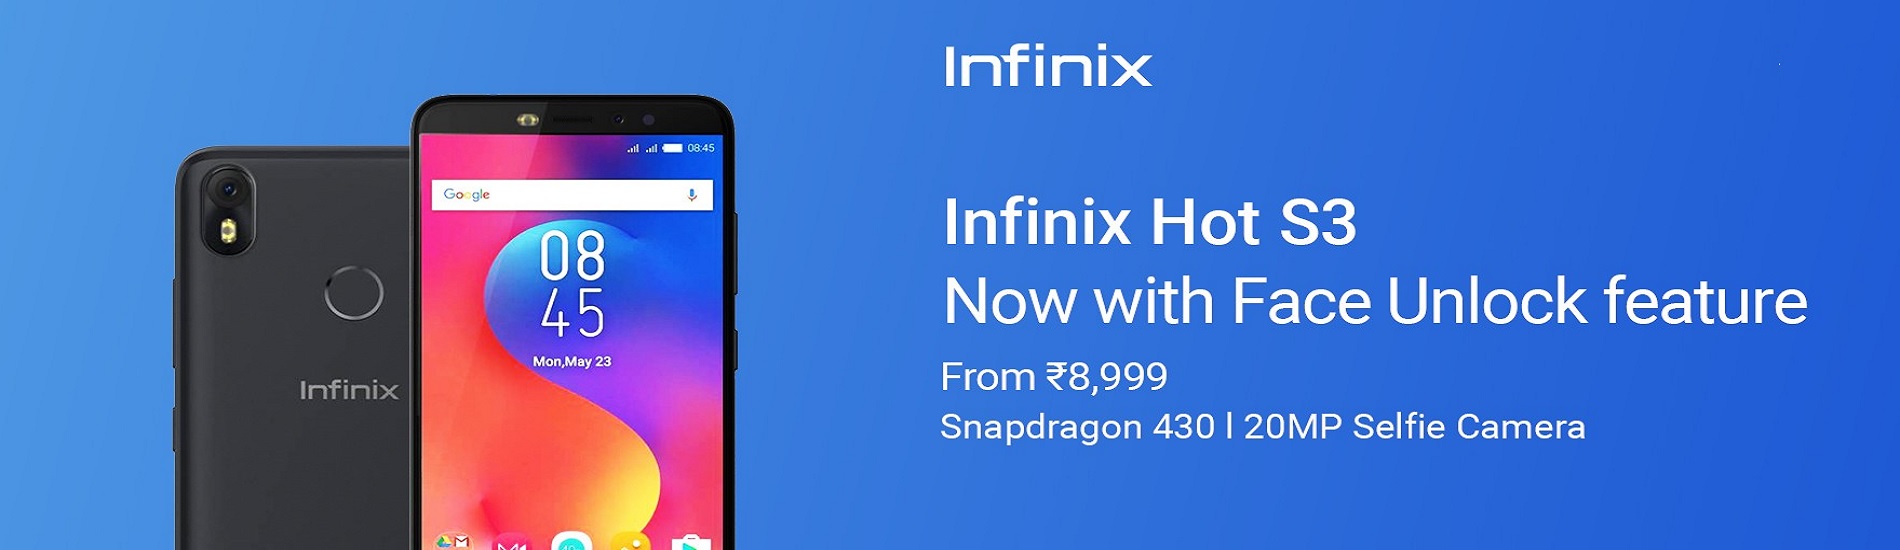 Infinix
Infinix Hot S3
Now with Face Unlock feature
From ₹8,999
Snapdragon 430 | 20MP Selfie Camera
08:45
Google
08
45
Mon,May 23
Infinix